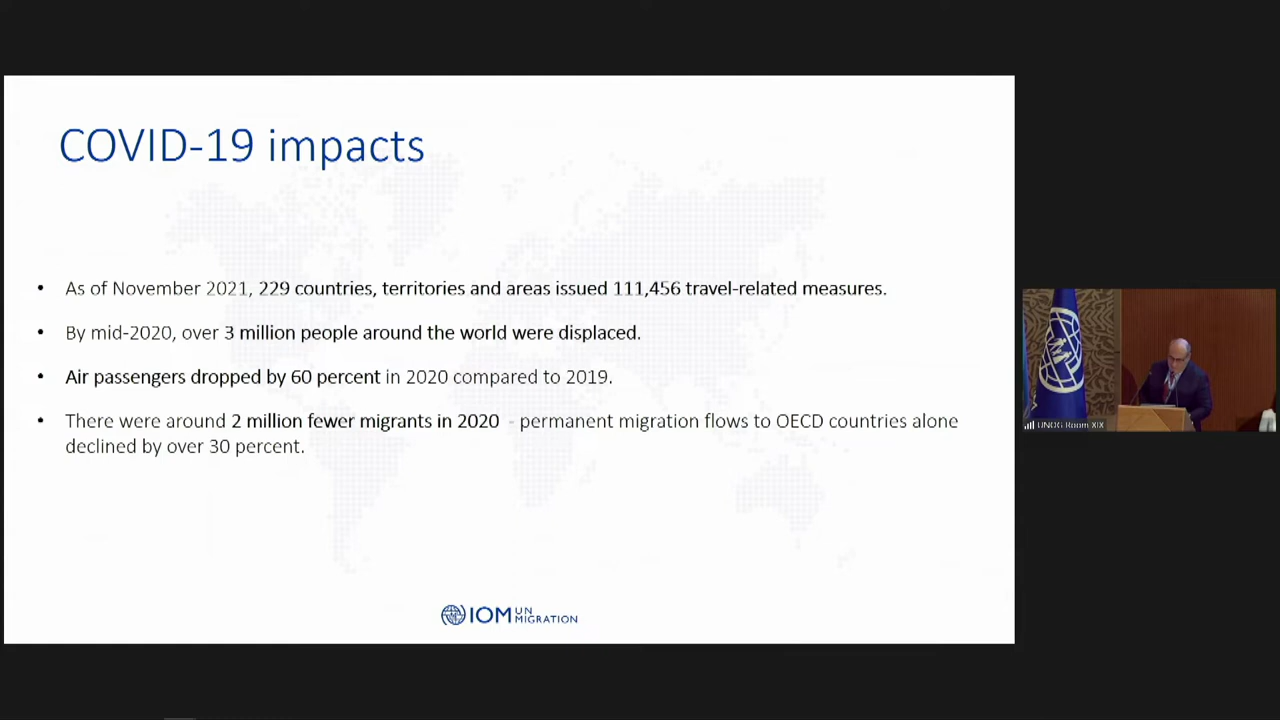 COVID-19 impacts
• As of November 2021, 229 countries, territories and areas issued 111,456 travel-related measures.
• By mid-2020, over 3 million people around the world were displaced.
• Air passengers dropped by 60 percent in 2020 compared to 2019.
• There were around 2 million fewer migrants in 2020 - permanent migration flows to OECD countries alone
declined by over 30 percent.
IOM UN
MIGRATION
UNOG Room XIX